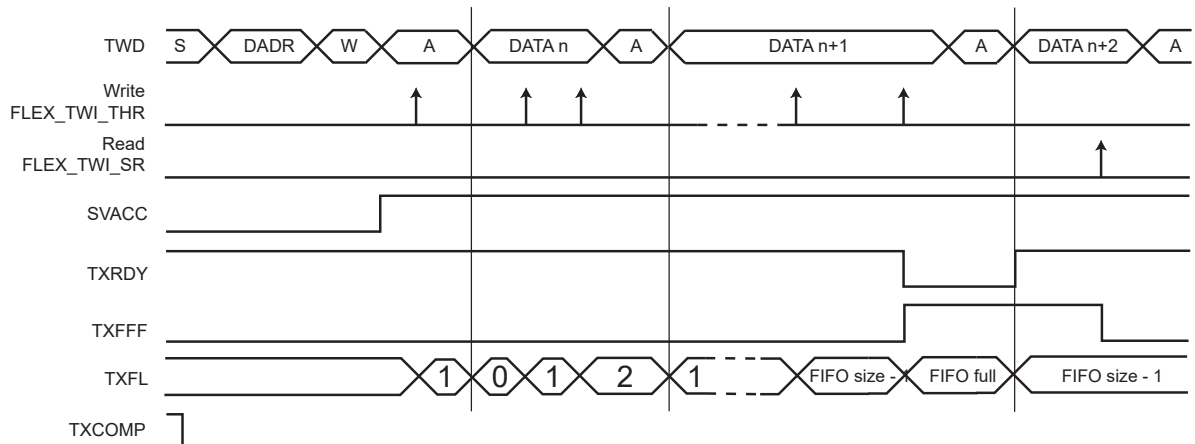 TWD S DADR W A DATA n A DATA n+1 A DATA n+2 A
Write
FLEX_TWI_THR
Read
FLEX_TWI_SR
SVACC
TXRDY
TXFFF
TXFL 1 0 1 2 1 FIFO size - 1 FIFO full FIFO size - 1
TXCOMP